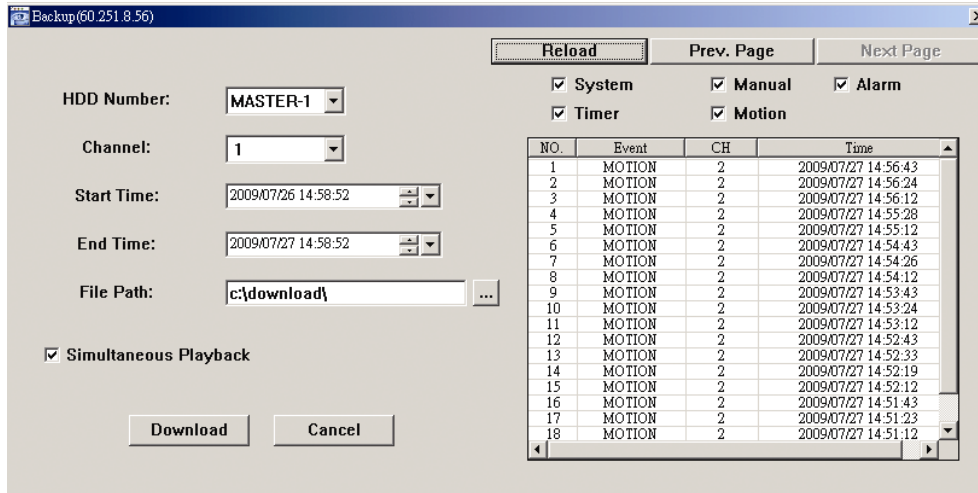 Backup(60.251.8.56)
Reload Prev. Page Next Page
System Manual Alarm
Timer Motion
HDD Number: MASTER-1
Channel: 1
Start Time: 2009/07/26 14:58:52
End Time: 2009/07/27 14:58:52
File Path: c:\download\ ...
Simultaneous Playback
Download Cancel
NO. Event CH Time
1 MOTION 2 2009/07/27 14:56:43
2 MOTION 2 2009/07/27 14:56:24
3 MOTION 2 2009/07/27 14:56:12
4 MOTION 2 2009/07/27 14:55:28
5 MOTION 2 2009/07/27 14:55:12
6 MOTION 2 2009/07/27 14:54:43
7 MOTION 2 2009/07/27 14:54:26
8 MOTION 2 2009/07/27 14:54:12
9 MOTION 2 2009/07/27 14:53:43
10 MOTION 2 2009/07/27 14:53:24
11 MOTION 2 2009/07/27 14:53:12
12 MOTION 2 2009/07/27 14:52:43
13 MOTION 2 2009/07/27 14:52:33
14 MOTION 2 2009/07/27 14:52:19
15 MOTION 2 2009/07/27 14:52:12
16 MOTION 2 2009/07/27 14:51:43
17 MOTION 2 2009/07/27 14:51:23
18 MOTION 2 2009/07/27 14:51:12